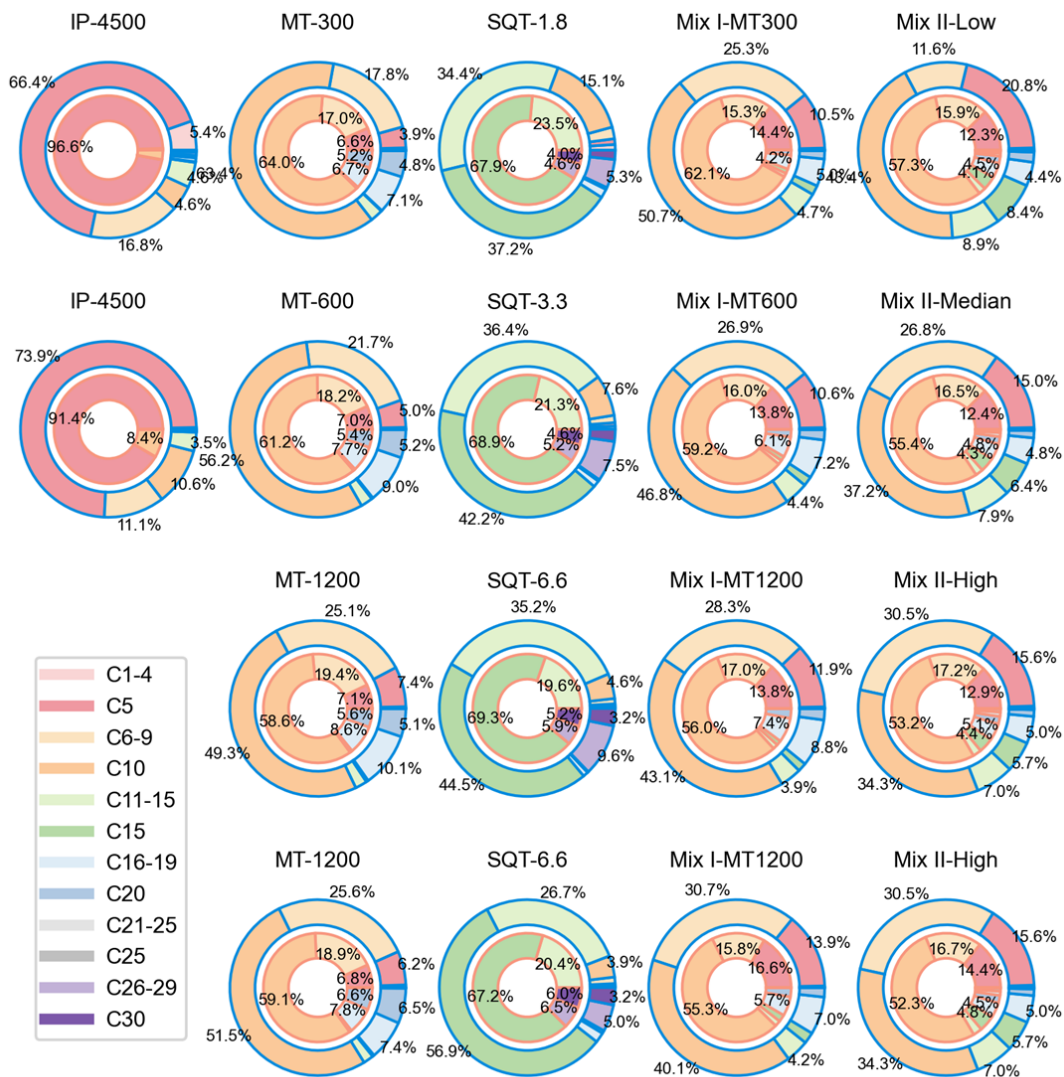 IP-4500 MT-300 SQT-1.8 Mix I-MT300 Mix II-Low
66.4% 5.4% 4.6% 4.6% 16.8% 96.6%
63.4% 17.8% 3.9% 4.8% 7.1% 64.0% 17.0% 6.6% 5.2% 6.7%
34.4% 15.1% 5.3% 37.2% 67.9% 23.5% 4.0% 4.6%
25.3% 10.5% 5.0% 4.7% 50.7% 62.1% 15.3% 14.4% 4.2%
11.6% 20.8% 4.4% 8.4% 8.9% 43.4% 57.3% 15.9% 12.3% 4.5% 4.1%
IP-4500 MT-600 SQT-3.3 Mix I-MT600 Mix II-Median
73.9% 3.5% 10.6% 11.1% 91.4% 8.4%
56.2% 21.7% 5.0% 5.2% 9.0% 61.2% 18.2% 7.0% 5.4% 7.7%
36.4% 7.6% 7.5% 42.2% 68.9% 21.3% 4.6% 5.2%
26.9% 10.6% 7.2% 4.4% 46.8% 59.2% 16.0% 13.8% 6.1%
26.8% 15.0% 4.8% 6.4% 7.9% 37.2% 55.4% 16.5% 12.4% 4.8% 4.3%
MT-1200 SQT-6.6 Mix I-MT1200 Mix II-High
25.1% 7.4% 5.1% 10.1% 49.3% 58.6% 19.4% 7.1% 5.6% 8.6%
35.2% 4.6% 3.2% 9.6% 44.5% 69.3% 19.6% 5.2% 5.9%
28.3% 11.9% 8.8% 3.9% 43.1% 56.0% 17.0% 13.8% 7.4%
30.5% 15.6% 5.0% 5.7% 7.0% 34.3% 53.2% 17.2% 12.9% 5.1% 4.4%
MT-1200 SQT-6.6 Mix I-MT1200 Mix II-High
25.6% 6.2% 6.5% 7.4% 51.5% 59.1% 18.9% 6.8% 6.6% 7.8%
26.7% 3.9% 3.2% 5.0% 56.9% 67.2% 20.4% 6.0% 6.5%
30.7% 13.9% 7.0% 4.2% 40.1% 55.3% 15.8% 16.6% 5.7%
30.5% 15.6% 5.0% 5.7% 7.0% 34.3% 52.3% 16.7% 14.4% 4.5% 4.8%
C1-4
C5
C6-9
C10
C11-15
C15
C16-19
C20
C21-25
C25
C26-29
C30